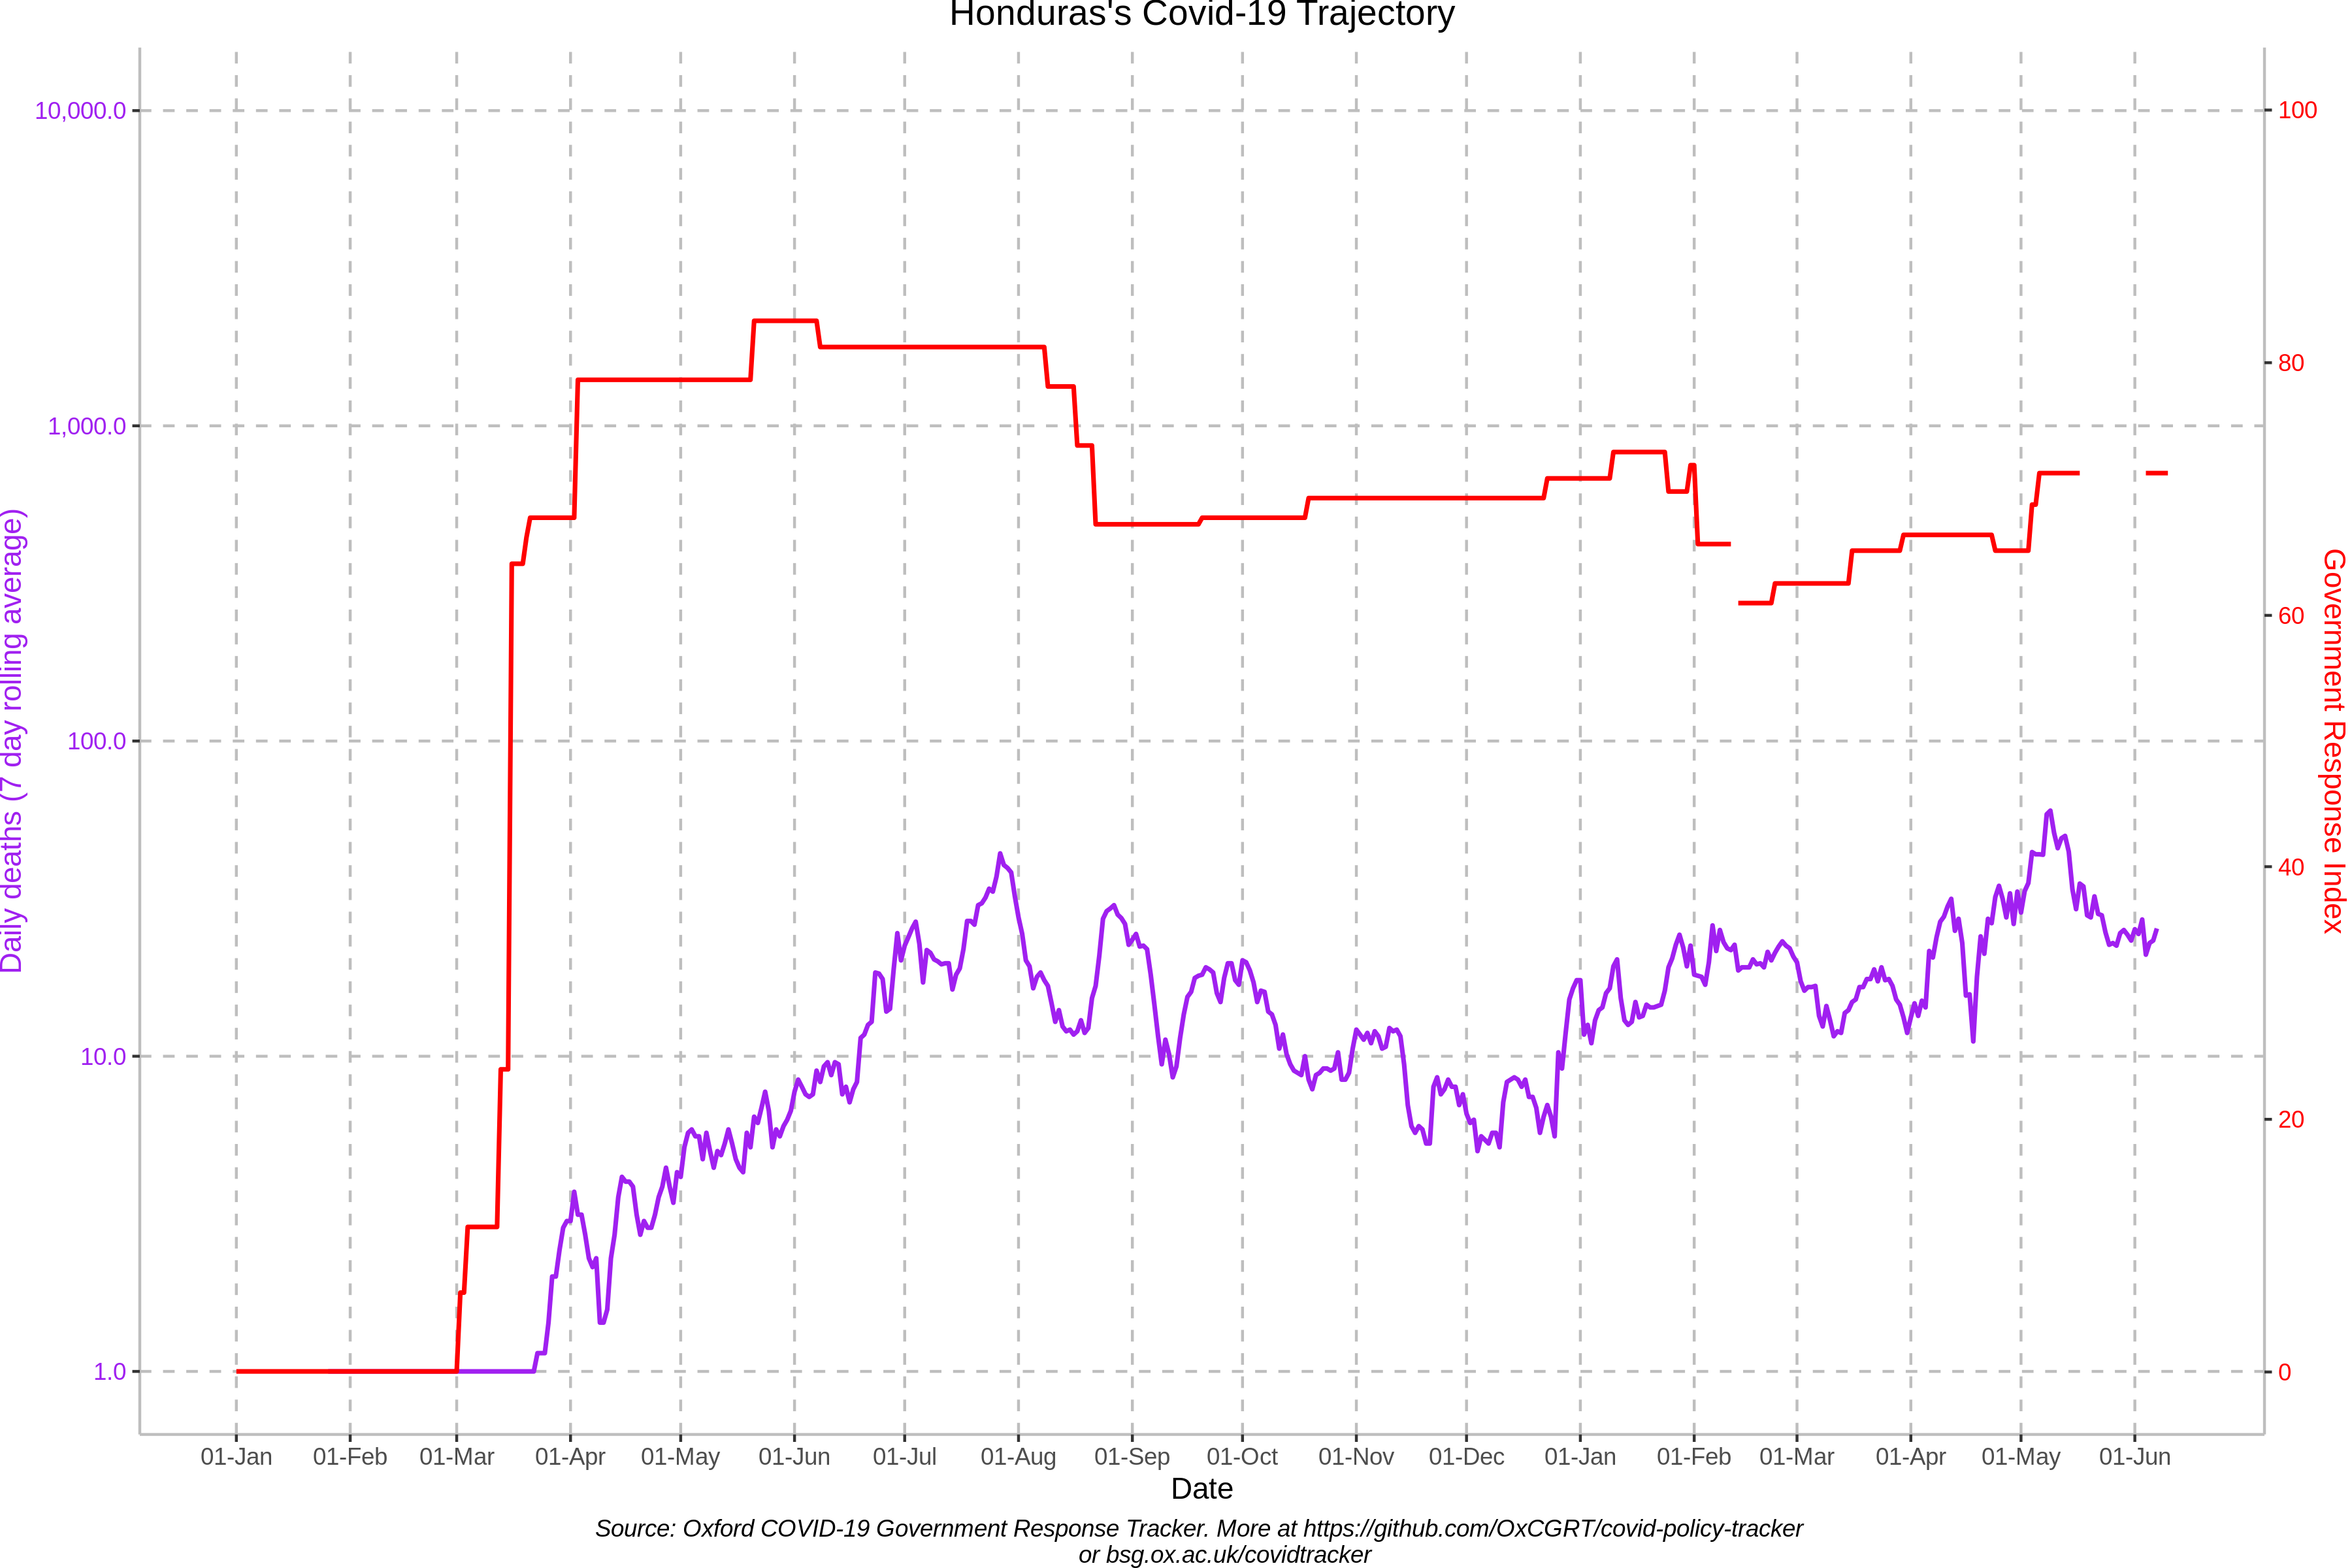 Honduras's Covid-19 Trajectory
10,000.0
1,000.0
100.0
10.0
1.0
Daily deaths (7 day rolling average)
100
80
60
40
20
0
Government Response Index
01-Jan 01-Feb 01-Mar 01-Apr 01-May 01-Jun 01-Jul 01-Aug 01-Sep 01-Oct 01-Nov 01-Dec 01-Jan 01-Feb 01-Mar 01-Apr 01-May 01-Jun
Date
Source: Oxford COVID-19 Government Response Tracker. More at https://github.com/OxCGRT/covid-policy-tracker
or bsg.ox.ac.uk/covidtracker